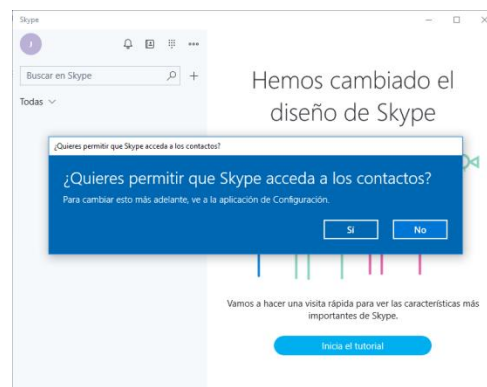 Skype
J
Buscar en Skype
Todas
Hemos cambiado el
diseño de Skype
¿Quieres permitir que Skype acceda a los contactos?
¿Quieres permitir que Skype acceda a los contactos?
Para cambiar esto más adelante, ve a la aplicación de Configuración.
Sí
No
Vamos a hacer una visita rápida para ver las características más
importantes de Skype.
Inicia el tutorial